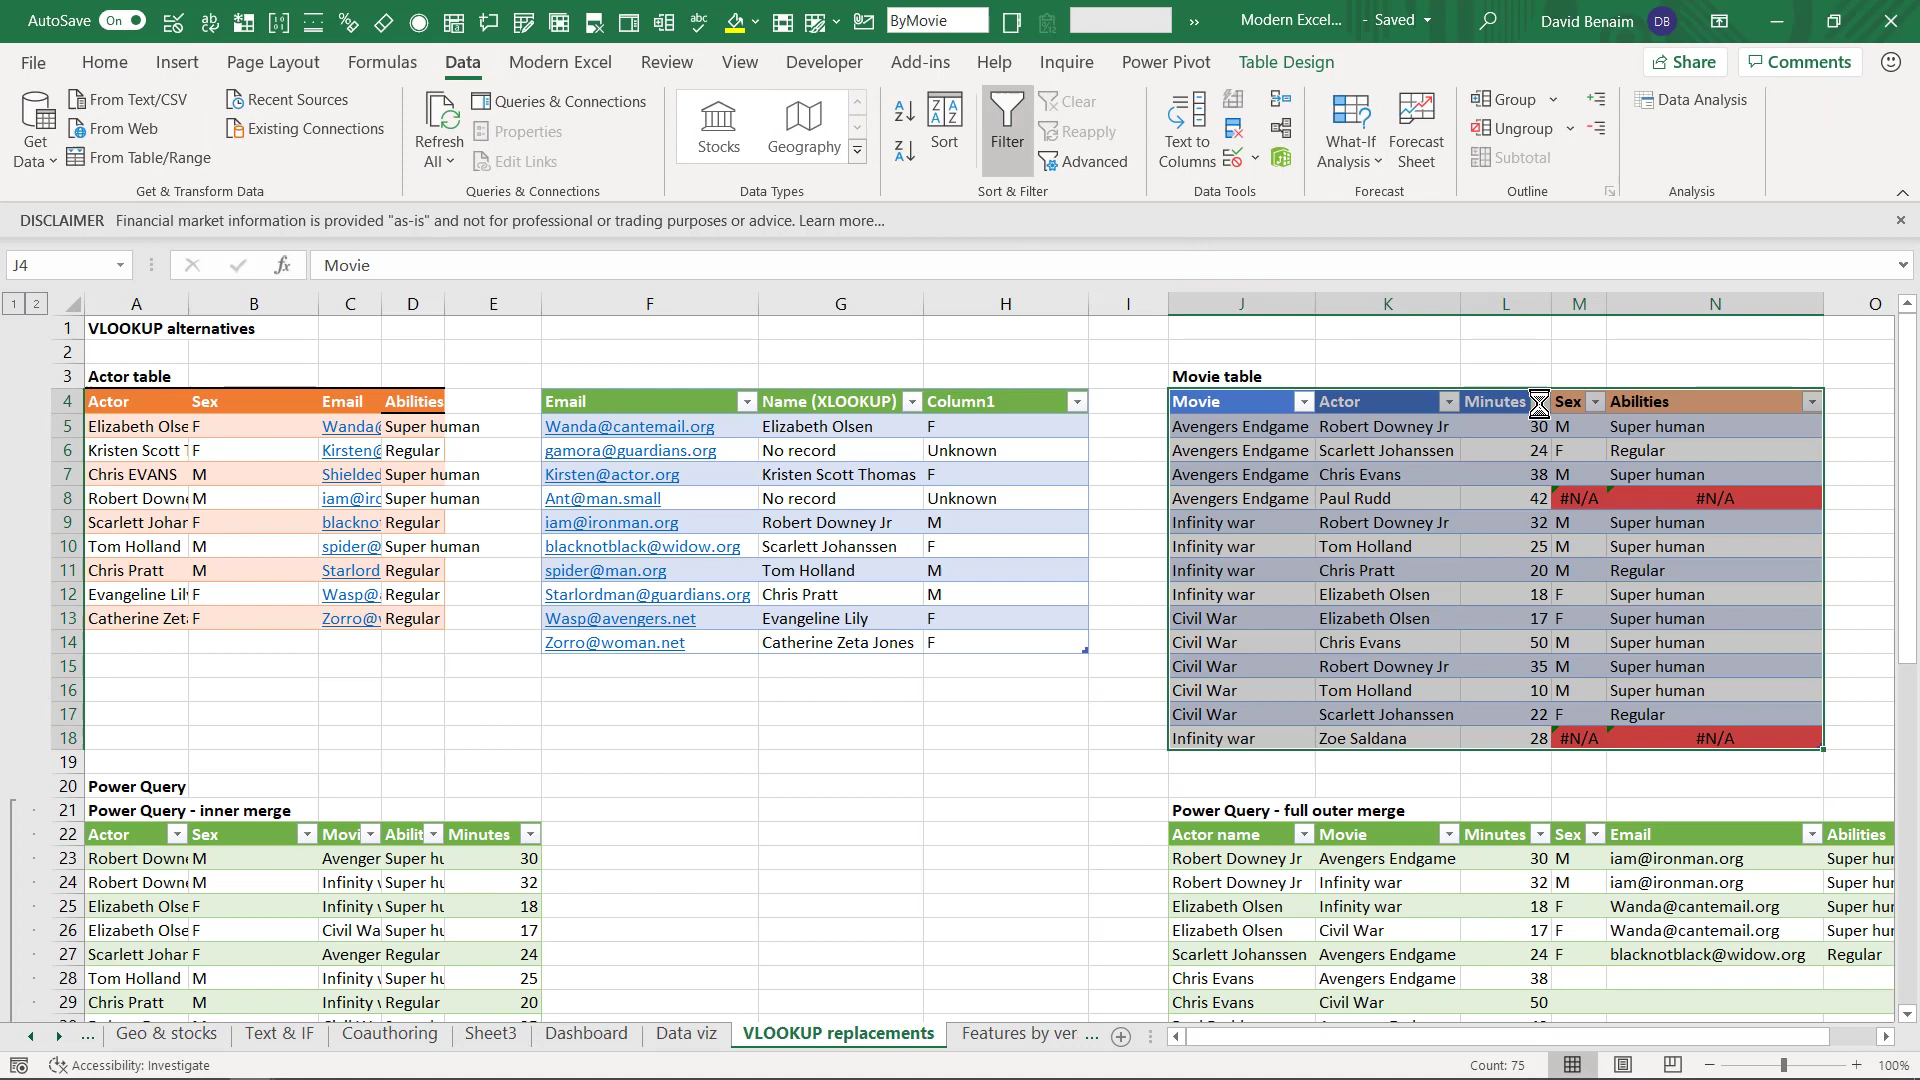 AutoSave On ByMovie Modern Excel... - Saved David Benaim DB
File Home Insert Page Layout Formulas Data Modern Excel Review View Developer Add-ins Help Inquire Power Pivot Table Design Share Comments
Get Data
From Text/CSV
From Web
From Table/Range
Recent Sources
Existing Connections
Get & Transform Data
Refresh All
Queries & Connections
Properties
Edit Links
Queries & Connections
Stocks
Geography
Data Types
Sort
Filter
Clear
Reapply
Advanced
Sort & Filter
Text to Columns
Data Tools
What-If Analysis
Forecast Sheet
Forecast
Group
Ungroup
Subtotal
Outline
Data Analysis
Analysis
DISCLAIMER Financial market information is provided "as-is" and not for professional or trading purposes or advice. Learn more...
J4 fx Movie
1 2 A B C D E F G H I J K L M N O
1 VLOOKUP alternatives
2
3 Actor table Movie table
4 Actor Sex Email Abilities Email Name (XLOOKUP) Column1 Movie Actor Minutes Sex Abilities
5 Elizabeth Olse F Wanda@ Super human Wanda@cantemail.org Elizabeth Olsen F Avengers Endgame Robert Downey Jr 30 M Super human
6 Kristen Scott T F Kirsten@ Regular gamora@guardians.org No record Unknown Avengers Endgame Scarlett Johanssen 24 F Regular
7 Chris EVANS M Shielded Super human Kirsten@actor.org Kristen Scott Thomas F Avengers Endgame Chris Evans 38 M Super human
8 Robert Downe M iam@iro Super human Ant@man.small No record Unknown Avengers Endgame Paul Rudd 42 #N/A #N/A
9 Scarlett Johar F blackno Regular iam@ironman.org Robert Downey Jr M Infinity war Robert Downey Jr 32 M Super human
10 Tom Holland M spider@ Super human blacknotblack@widow.org Scarlett Johanssen F Infinity war Tom Holland 25 M Super human
11 Chris Pratt M Starlord Regular spider@man.org Tom Holland M Infinity war Chris Pratt 20 M Regular
12 Evangeline Lil F Wasp@ Regular Starlordman@guardians.org Chris Pratt M Infinity war Elizabeth Olsen 18 F Super human
13 Catherine Zeta F Zorro@ Regular Wasp@avengers.net Evangeline Lily F Civil War Elizabeth Olsen 17 F Super human
14 Zorro@woman.net Catherine Zeta Jones F Civil War Chris Evans 50 M Super human
15 Civil War Robert Downey Jr 35 M Super human
16 Civil War Tom Holland 10 M Super human
17 Civil War Scarlett Johanssen 22 F Regular
18 Infinity war Zoe Saldana 28 #N/A #N/A
19
20 Power Query
21 Power Query - inner merge Power Query - full outer merge
22 Actor Sex Movi Abilit Minutes Actor name Movie Minutes Sex Email Abilities
23 Robert Downe M Avenger Super hu 30 Robert Downey Jr Avengers Endgame 30 M iam@ironman.org Super hur
24 Robert Downe M Infinity Super hu 32 Robert Downey Jr Infinity war 32 M iam@ironman.org Super hur
25 Elizabeth Olse F Infinity Super hu 18 Elizabeth Olsen Infinity war 18 F Wanda@cantemail.org Super hur
26 Elizabeth Olse F Civil Wa Super hu 17 Elizabeth Olsen Civil War 17 F Wanda@cantemail.org Super hur
27 Scarlett Johar F Avenger Regular 24 Scarlett Johanssen Avengers Endgame 24 F blacknotblack@widow.org Regular
28 Tom Holland M Infinity Super hu 25 Chris Evans Avengers Endgame 38
29 Chris Pratt M Infinity Regular 20 Chris Evans Civil War 50
... Geo & stocks Text & IF Coauthoring Sheet3 Dashboard Data viz VLOOKUP replacements Features by ver ...
Accessibility: Investigate Count: 75 100%